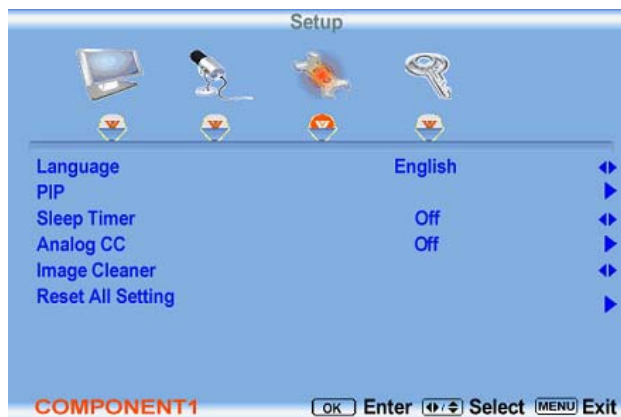 Setup
Language English
PIP
Sleep Timer Off
Analog CC Off
Image Cleaner
Reset All Setting
COMPONENT1 OK Enter Select MENU Exit